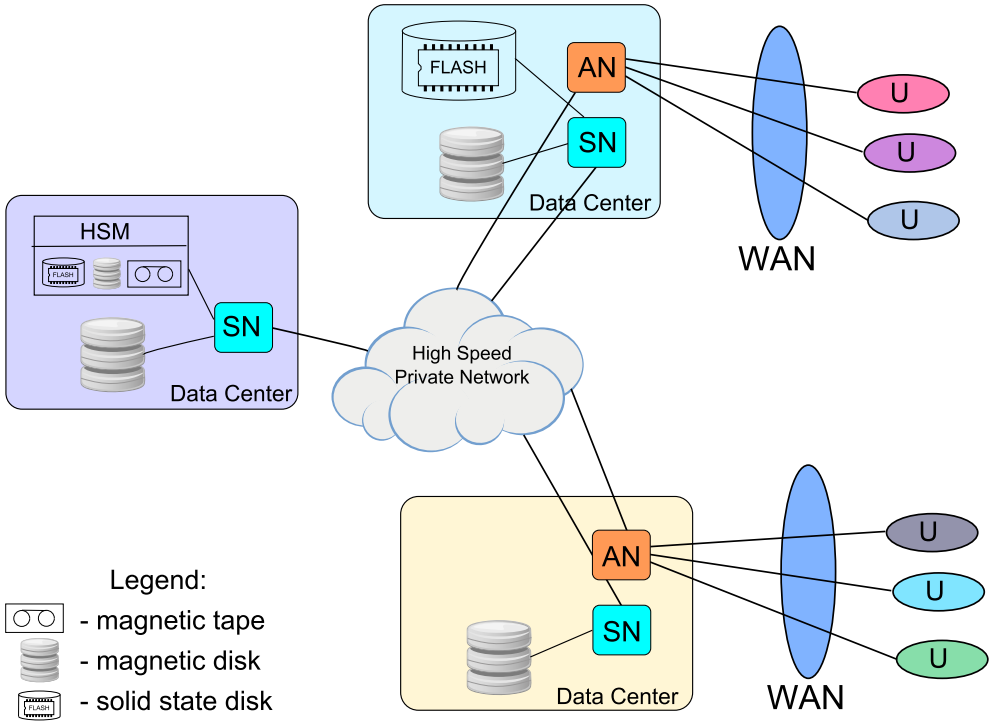 FLASH
AN
SN
Data Center
WAN
U
U
U
HSM
FLASH
SN
Data Center
High Speed
Private Network
AN
SN
Data Center
WAN
U
U
U
Legend:
- magnetic tape
- magnetic disk
FLASH
- solid state disk